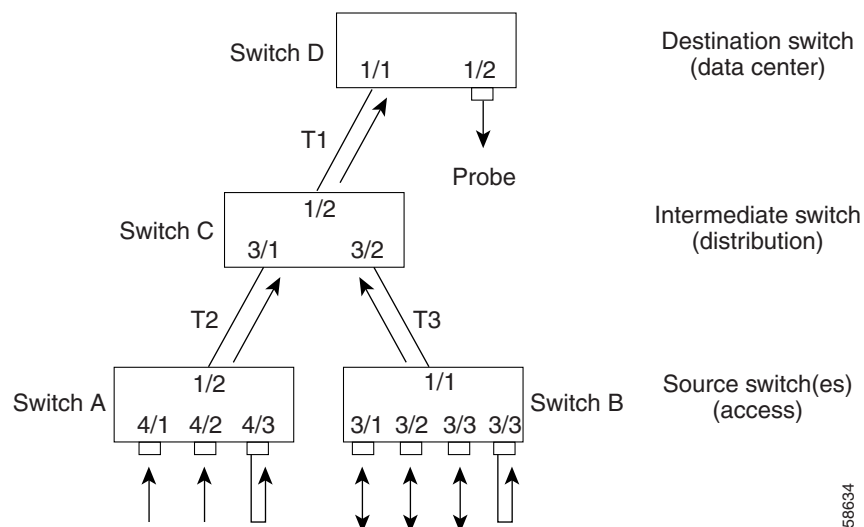 Switch D
1/1 1/2
Destination switch
(data center)
T1
Probe
Switch C
1/2
3/1 3/2
Intermediate switch
(distribution)
T2
T3
Switch A
1/2
4/1 4/2 4/3
1/1
3/1 3/2 3/3 3/3
Switch B
Source switch(es)
(access)
58634